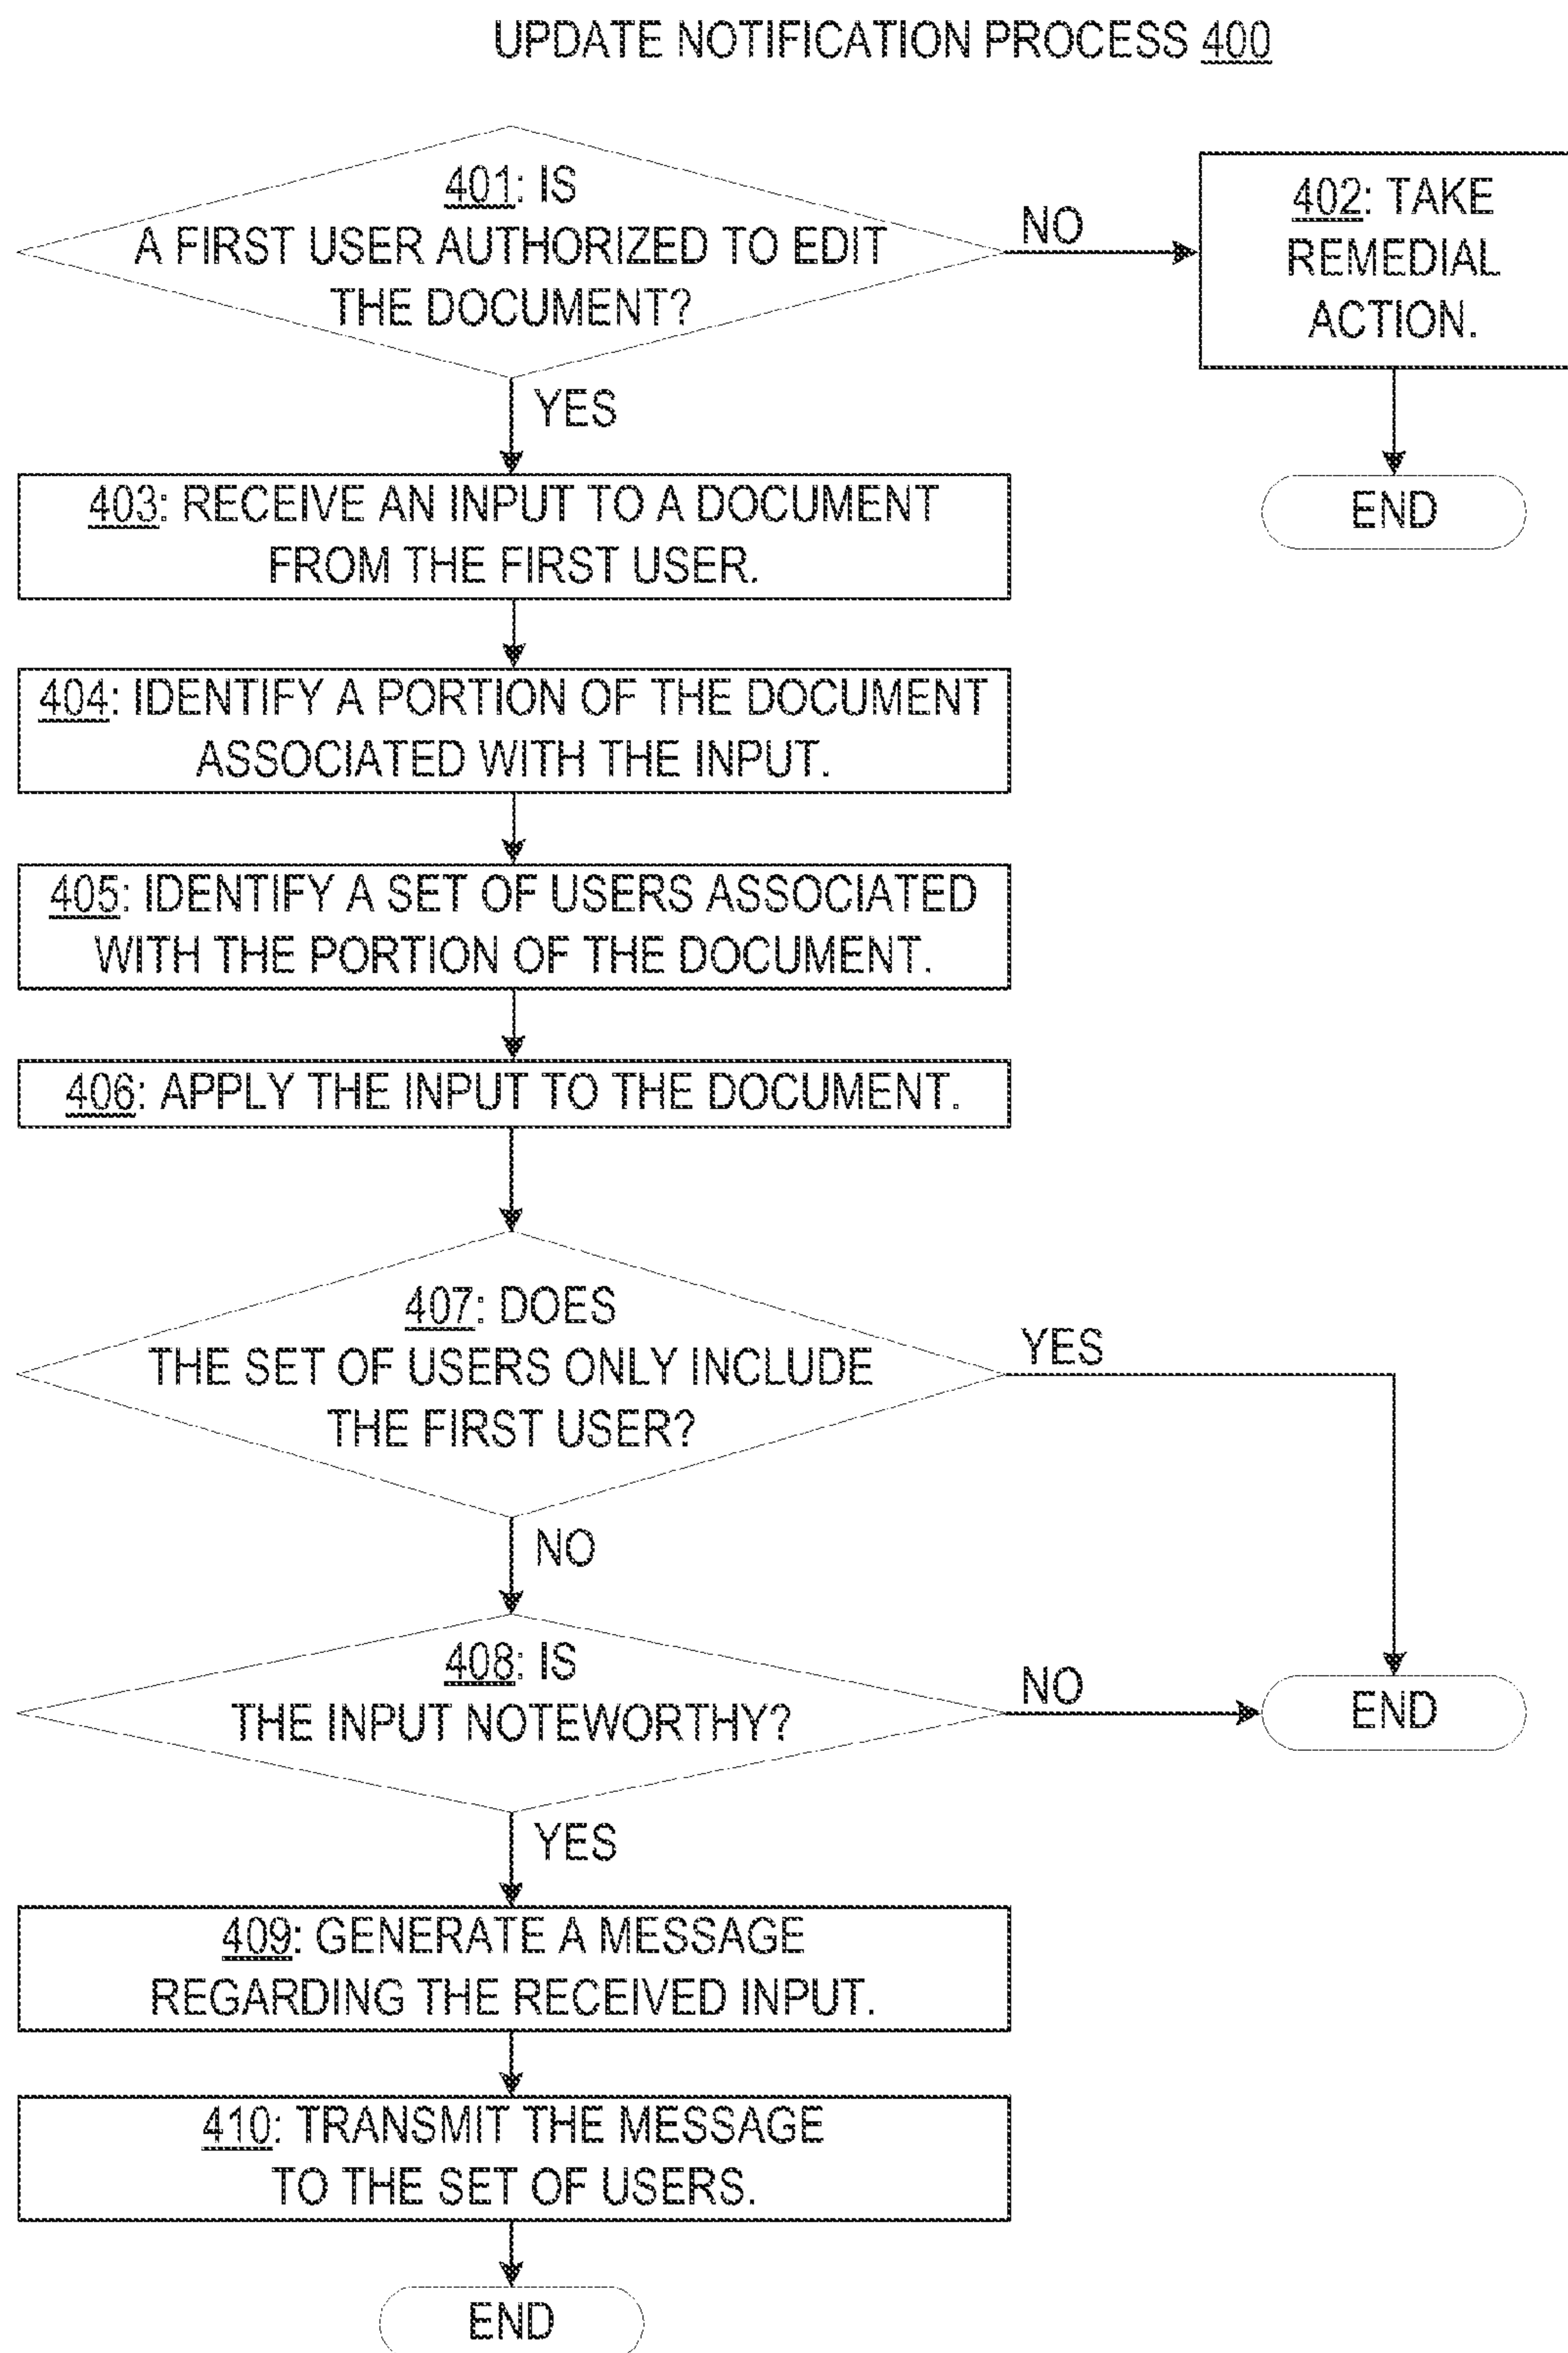 UPDATE NOTIFICATION PROCESS 400
401: IS
A FIRST USER AUTHORIZED TO EDIT
THE DOCUMENT?
NO
402: TAKE
REMEDIAL
ACTION.
YES
END
403: RECEIVE AN INPUT TO A DOCUMENT
FROM THE FIRST USER.
404: IDENTIFY A PORTION OF THE DOCUMENT
ASSOCIATED WITH THE INPUT.
405: IDENTIFY A SET OF USERS ASSOCIATED
WITH THE PORTION OF THE DOCUMENT.
406: APPLY THE INPUT TO THE DOCUMENT.
407: DOES
THE SET OF USERS ONLY INCLUDE
THE FIRST USER?
YES
NO
408: IS
THE INPUT NOTEWORTHY?
NO
END
YES
409: GENERATE A MESSAGE
REGARDING THE RECEIVED INPUT.
410: TRANSMIT THE MESSAGE
TO THE SET OF USERS.
END